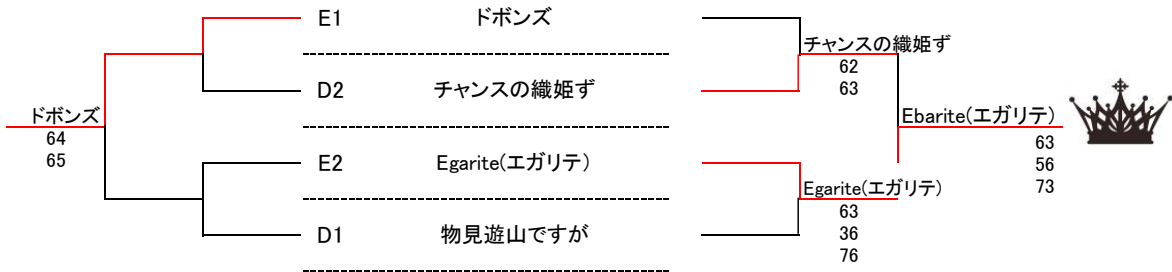 E1 ドボンズ
チャンスの織姫ず
62
63
D2 チャンスの織姫ず
ドボンズ
64
65
Ebarite(エガリテ)
63
56
73
E2 Egarite(エガリテ)
Egarite(エガリテ)
63
36
76
D1 物見遊山ですが